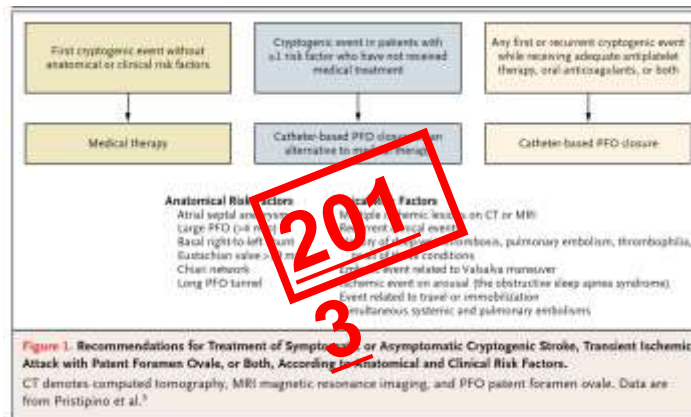 First cryptogenic event without
anatomical or clinical risk factors
Cryptogenic event in patients with
≥1 risk factor who have not received
medical treatment
Any first or recurrent cryptogenic event
while receiving adequate antiplatelet
therapy, oral anticoagulants, or both
Medical therapy
Catheter-based PFO closure
alternative to medical therapy
Catheter-based PFO closure
Anatomical Risk Factors
Atrial septal aneurysm
Large PFO (>4 mm)
Basal right-to-left shunt
Eustachian valve >
Chiari network
Long PFO tunnel
Factors
Multiple ischemic lesions on CT or MRI
Recurrent clinical events
thrombosis, pulmonary embolism, thrombophilia,
conditions
event related to Valsalva maneuver
Ischemic event on arousal (the obstructive sleep apnea syndrome)
Event related to travel or immobilization
Simultaneous systemic and pulmonary embolisms
201
3
Figure 1. Recommendations for Treatment of Symptomatic or Asymptomatic Cryptogenic Stroke, Transient Ischemic
Attack with Patent Foramen Ovale, or Both, According to Anatomical and Clinical Risk Factors.
CT denotes computed tomography, MRI magnetic resonance imaging, and PFO patent foramen ovale. Data are
from Pristipino et al.